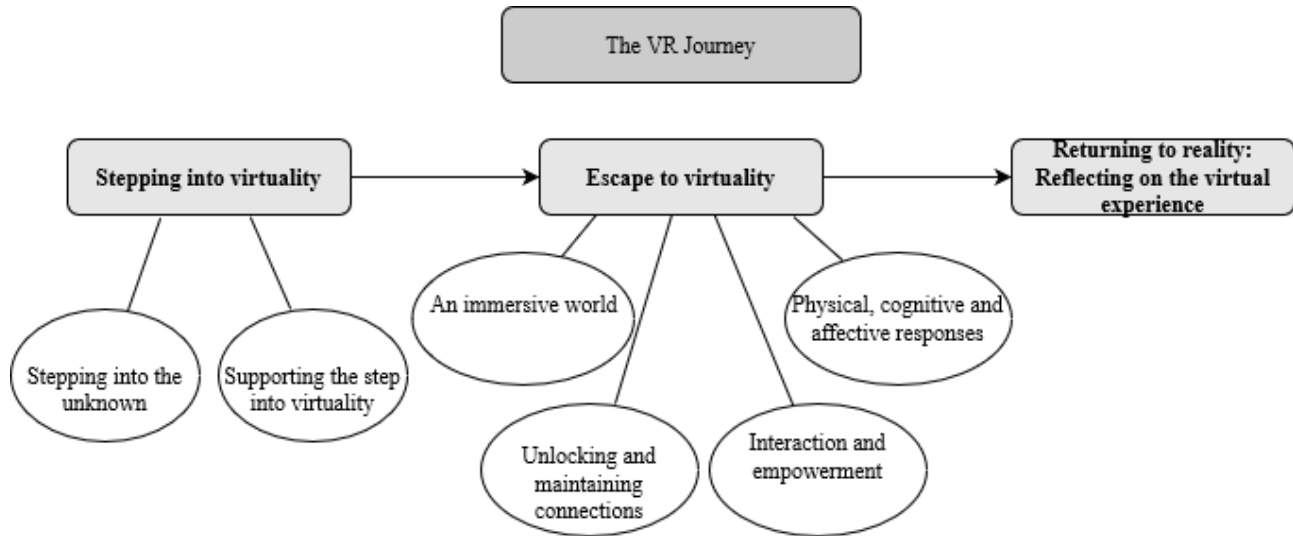 The VR Journey
Stepping into virtuality
Escape to virtuality
Returning to reality:
Reflecting on the virtual
experience
An immersive world
Physical, cognitive and
affective responses
Stepping into the
unknown
Supporting the step
into virtuality
Unlocking and
maintaining
connections
Interaction and
empowerment